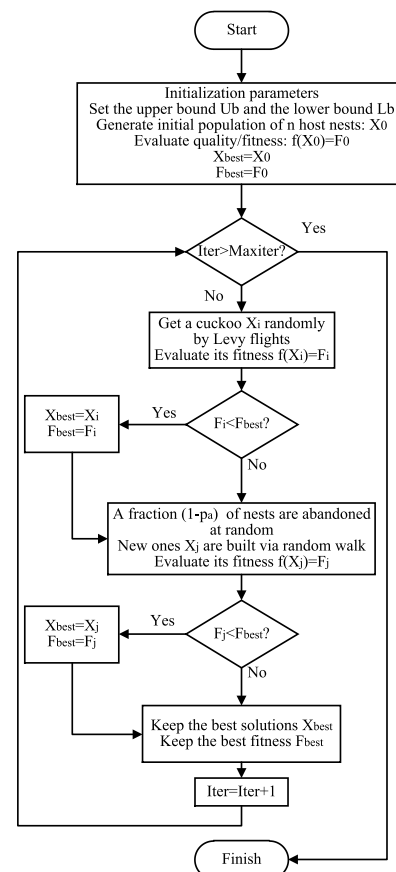 Start
Initialization parameters
Set the upper bound Ub and the lower bound Lb
Generate initial population of n host nests: X0
Evaluate quality/fitness: f(X0)=F0
Xbest=X0
Fbest=F0
Iter>Maxiter?
Yes
No
Get a cuckoo Xi randomly
by Levy flights
Evaluate its fitness f(Xi)=Fi
Fi<Fbest?
Yes
Xbest=Xi
Fbest=Fi
No
A fraction (1-pa) of nests are abandoned
at random
New ones Xj are built via random walk
Evaluate its fitness f(Xj)=Fj
Fj<Fbest?
Yes
Xbest=Xj
Fbest=Fj
No
Keep the best solutions Xbest
Keep the best fitness Fbest
Iter=Iter+1
Finish